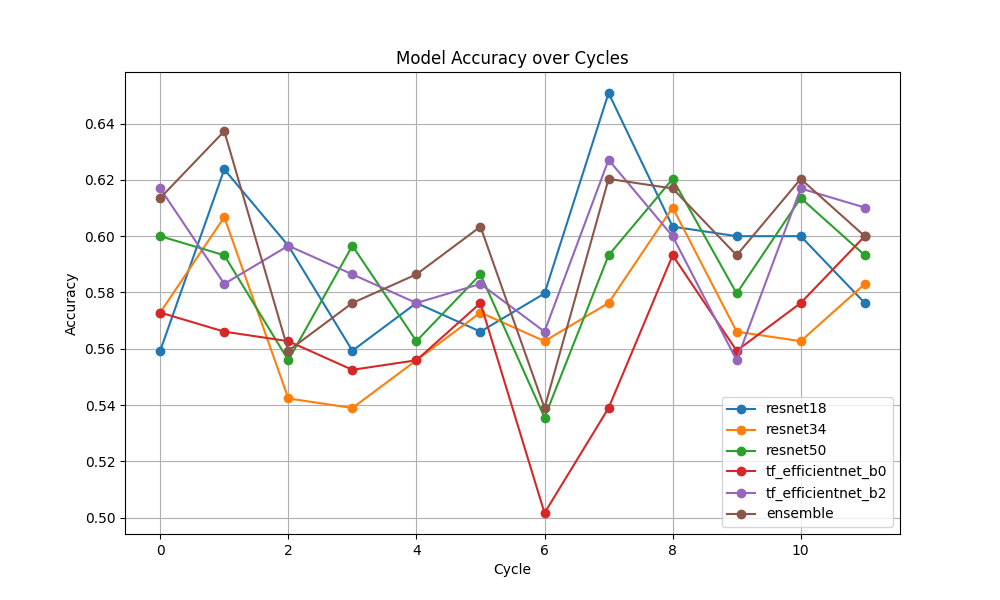 Model Accuracy over Cycles
Accuracy
0.64
0.62
0.60
0.58
0.56
0.54
0.52
0.50
0 2 4 6 8 10
Cycle
resnet18
resnet34
resnet50
tf_efficientnet_b0
tf_efficientnet_b2
ensemble